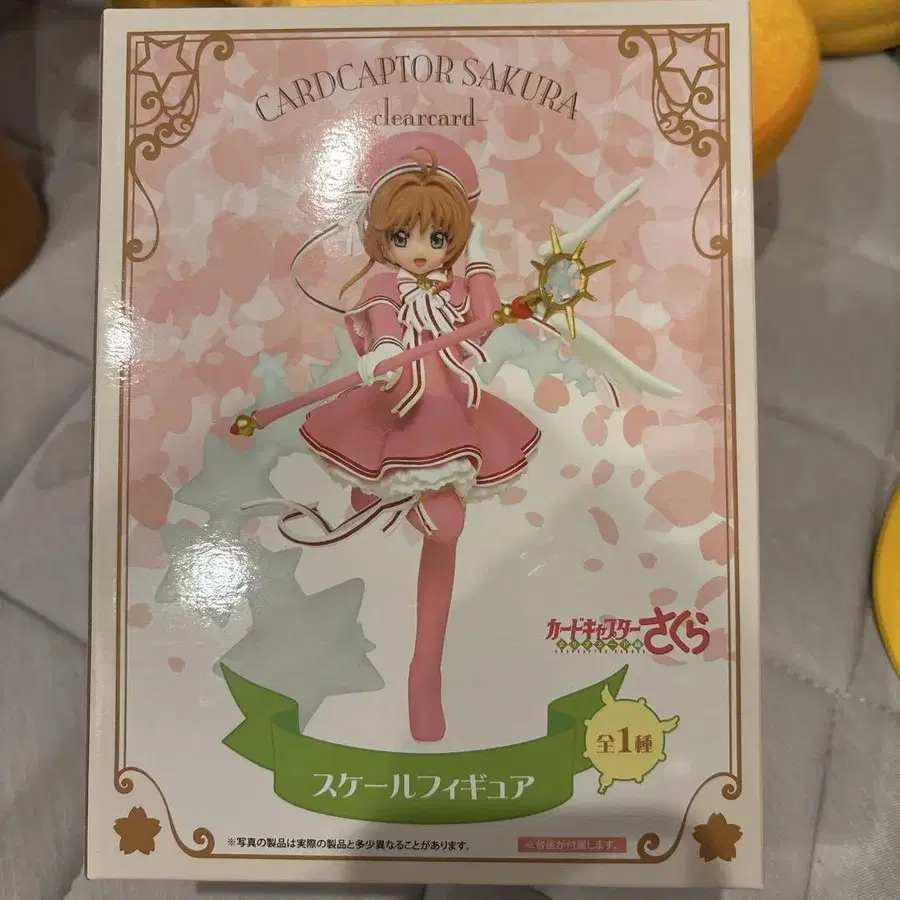 CARDCAPTOR SAKURA
-clearcard-
カードキャプター さくら
スケールフィギュア
全1種
※写真の製品は実際の製品と多少異なることがあります。
※台座が付属します。